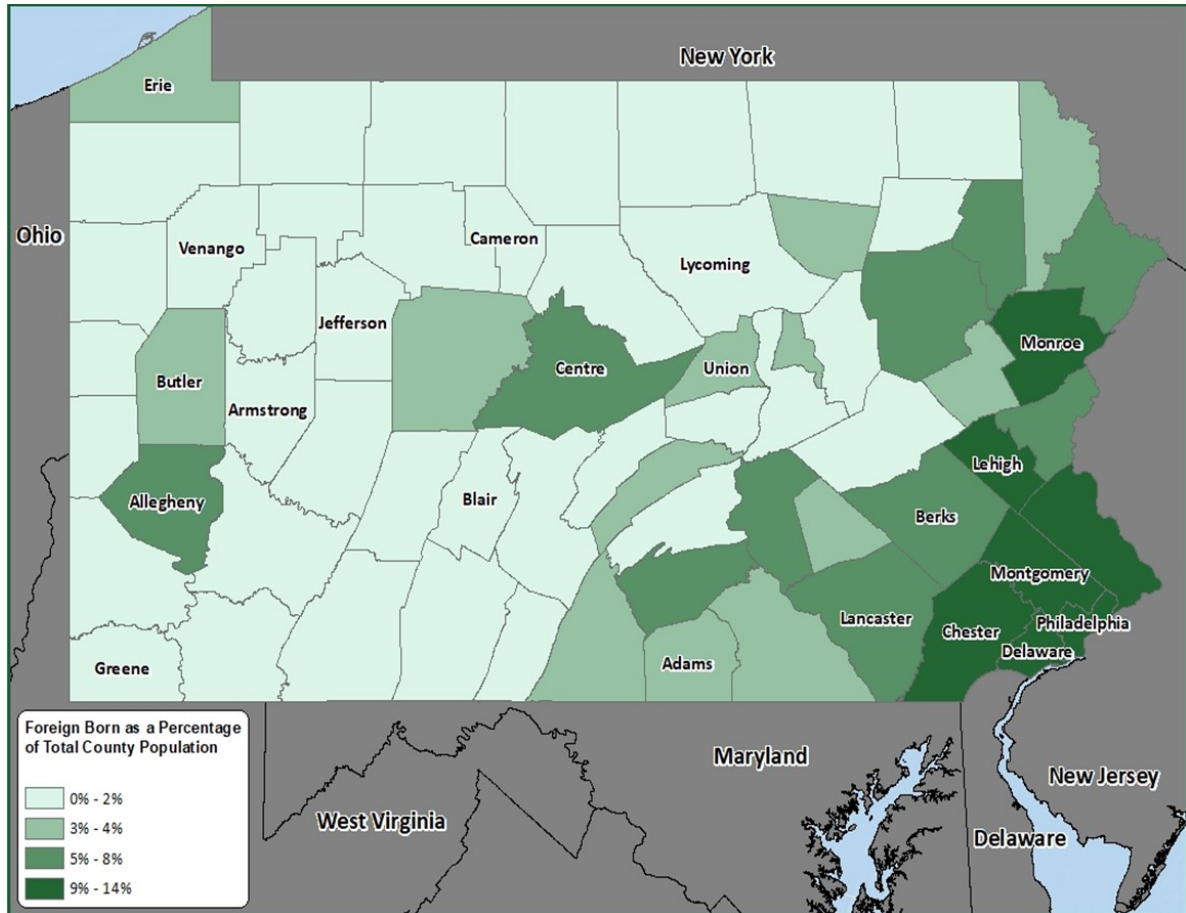 New York
Erie
Ohio
Venango
Cameron
Lycoming
Jefferson
Monroe
Centre
Union
Butler
Armstrong
Lehigh
Allegheny
Blair
Berks
Montgomery
Lancaster
Philadelphia
Chester
Delaware
Adams
Greene
Foreign Born as a Percentage
of Total County Population
0% - 2%
3% - 4%
5% - 8%
9% - 14%
Maryland
New Jersey
West Virginia
Delaware